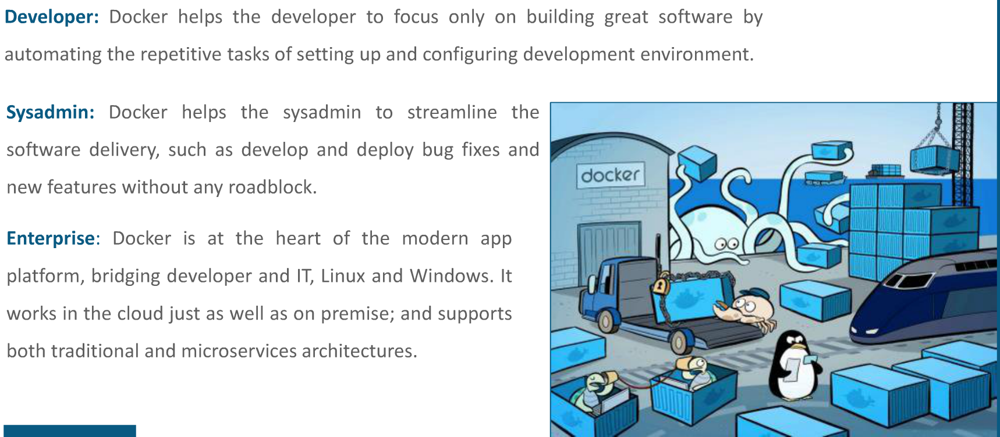 Developer: Docker helps the developer to focus only on building great software by
automating the repetitive tasks of setting up and configuring development environment.
Sysadmin: Docker helps the sysadmin to streamline the
software delivery, such as develop and deploy bug fixes and
new features without any roadblock.
Enterprise: Docker is at the heart of the modern app
platform, bridging developer and IT, Linux and Windows. It
works in the cloud just as well as on premise; and supports
both traditional and microservices architectures.
docker